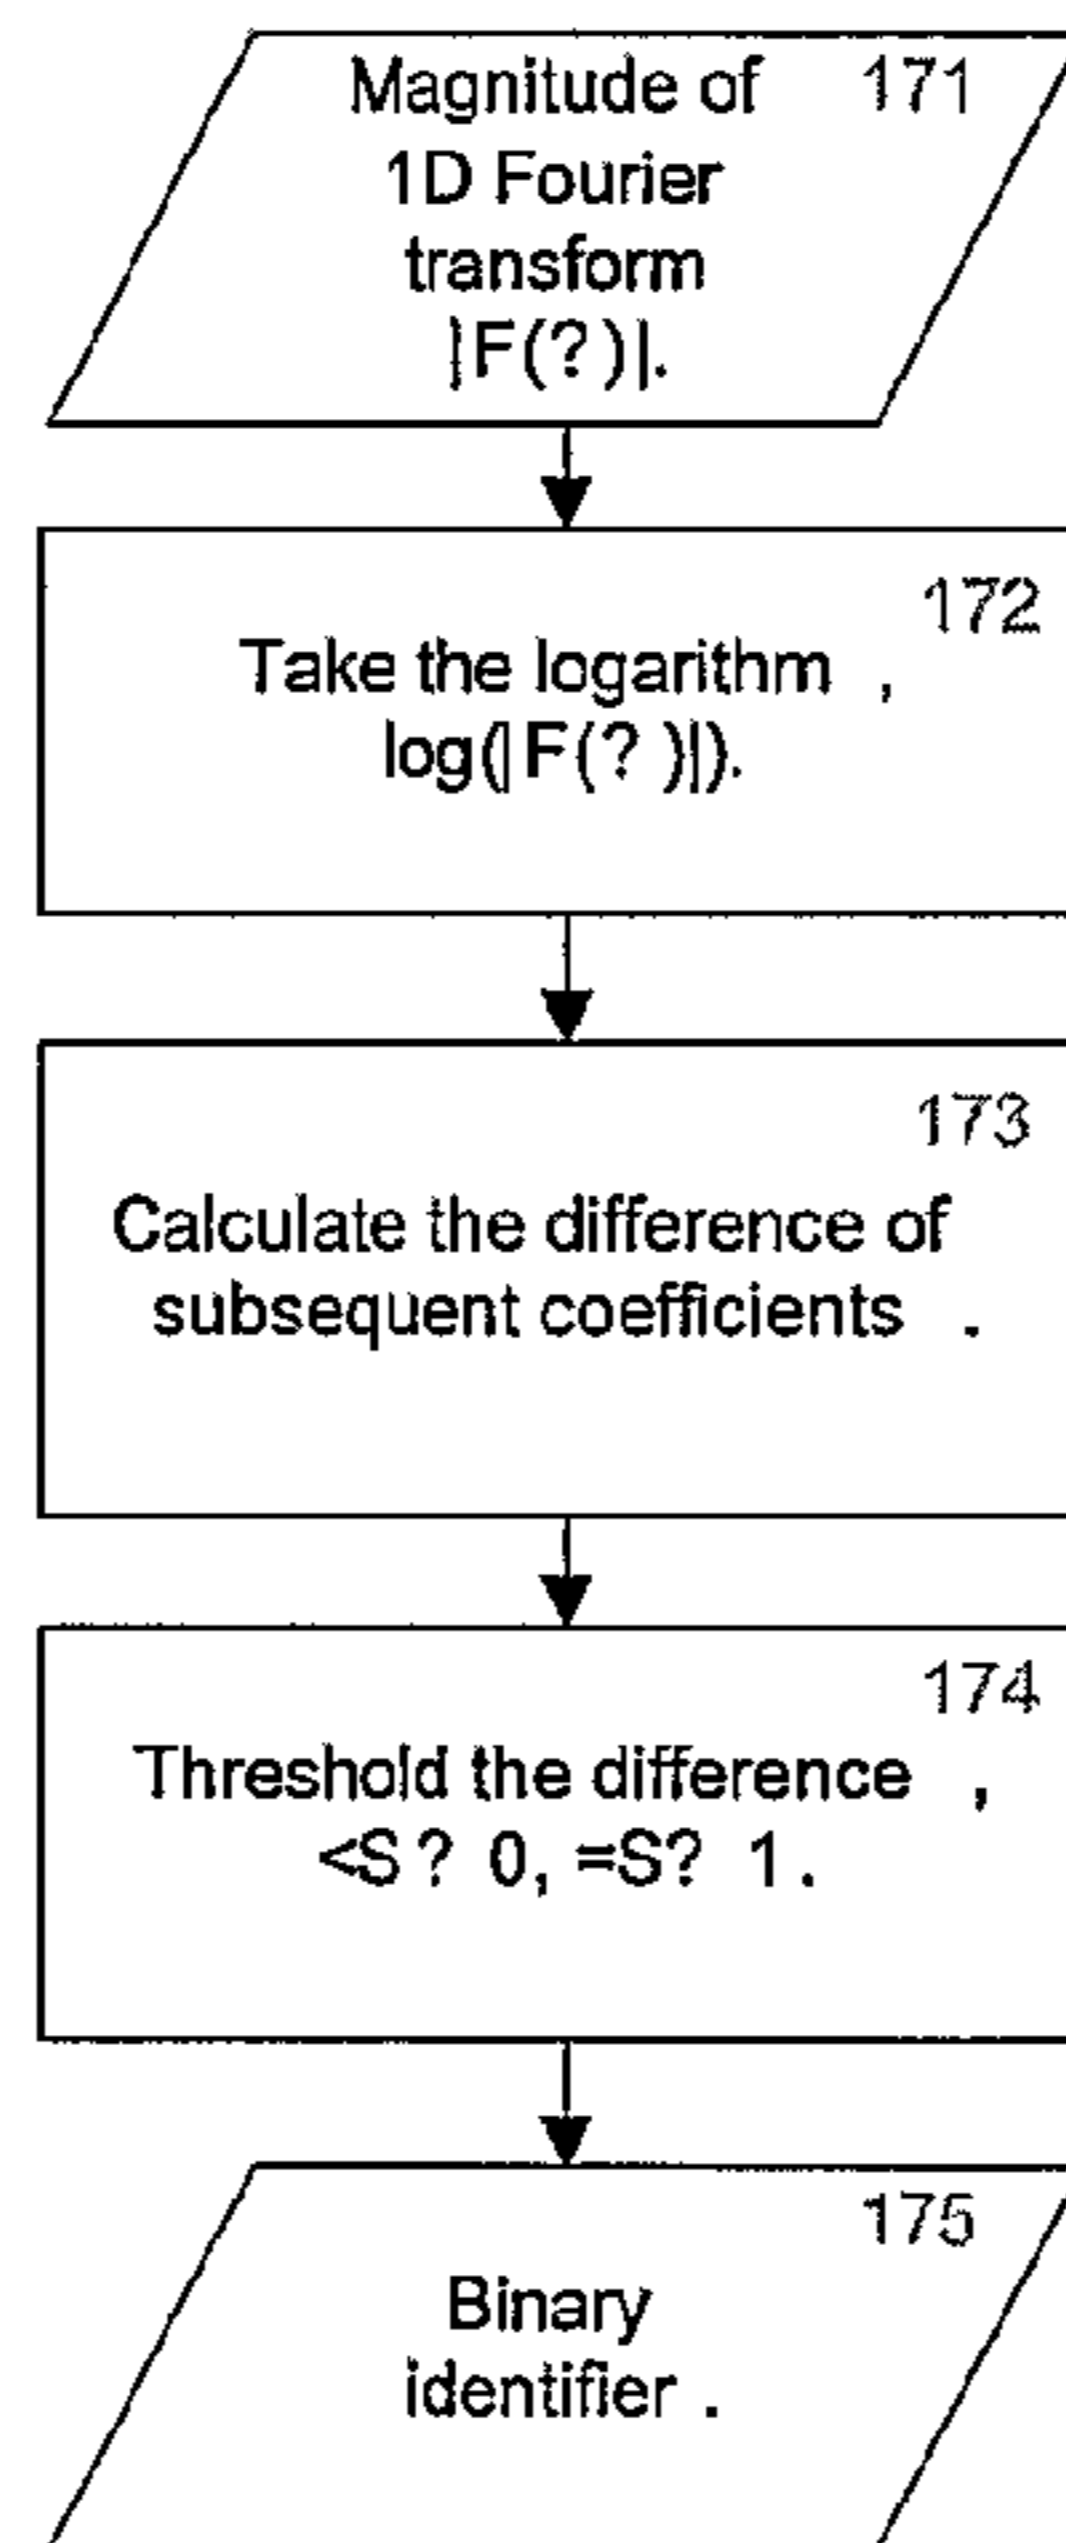 Magnitude of 171
1D Fourier
transform
|F(?)|.
172
Take the logarithm ,
log(|F(? )|).
173
Calculate the difference of
subsequent coefficients .
174
Threshold the difference ,
<S ? 0, =S? 1.
175
Binary
identifier .